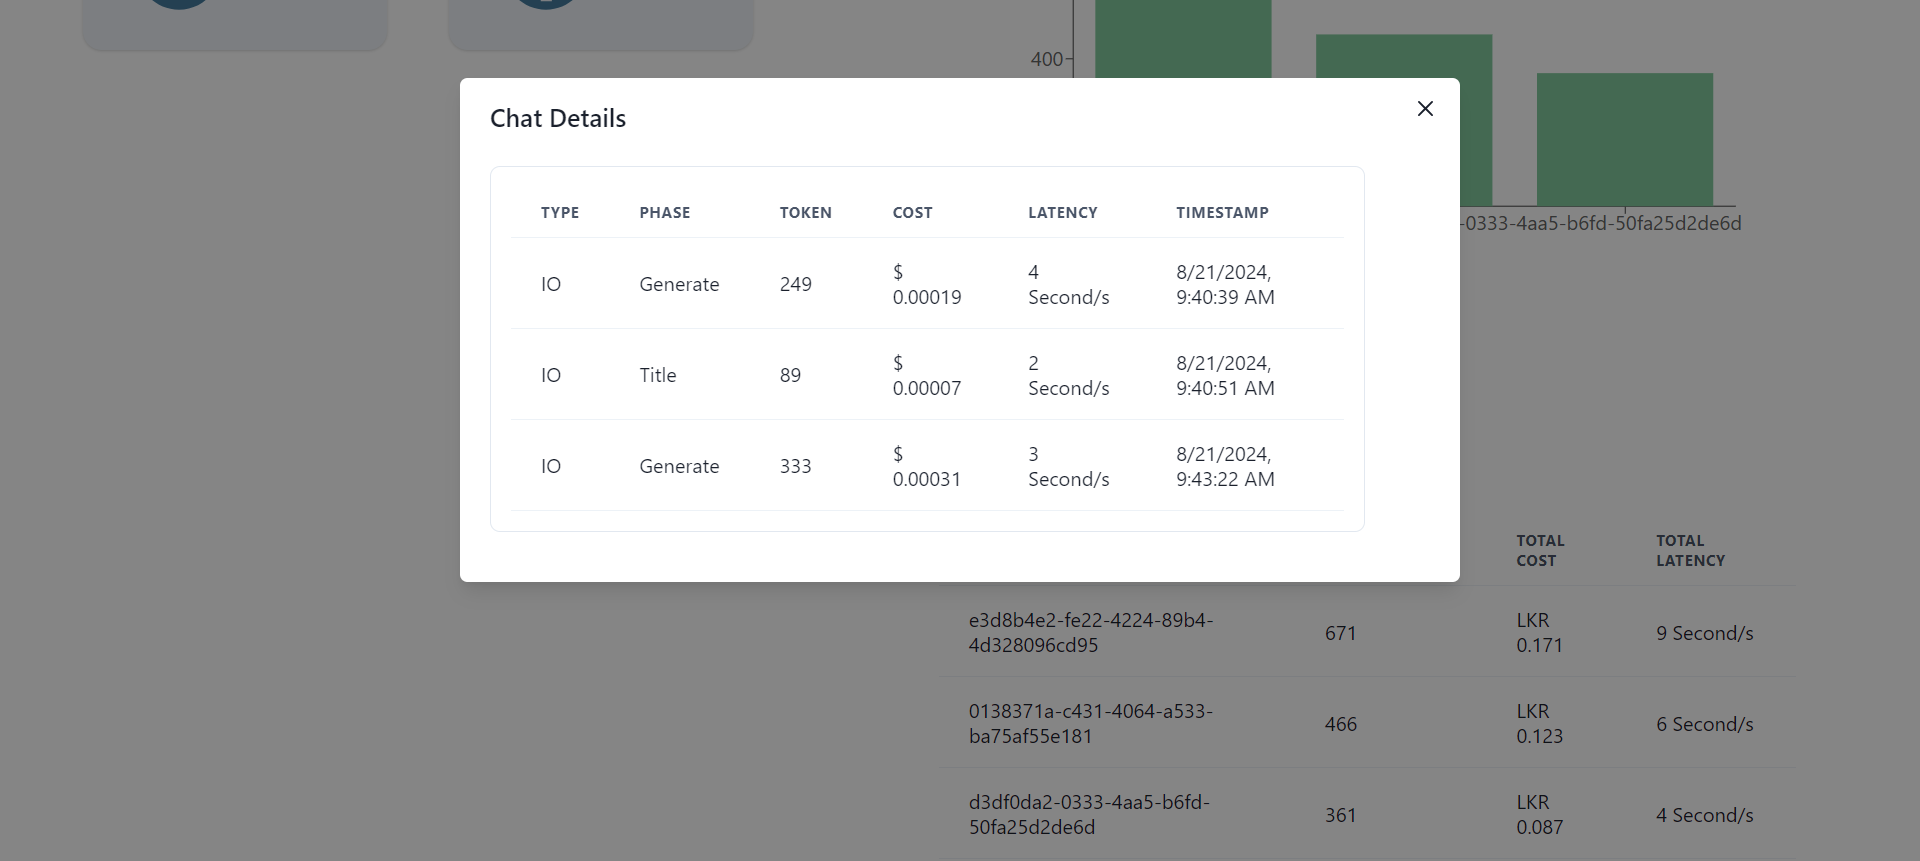 400
Chat Details
TYPE PHASE TOKEN COST LATENCY TIMESTAMP
IO Generate 249 $ 0.00019 4 Second/s 8/21/2024, 9:40:39 AM
IO Title 89 $ 0.00007 2 Second/s 8/21/2024, 9:40:51 AM
IO Generate 333 $ 0.00031 3 Second/s 8/21/2024, 9:43:22 AM
-0333-4aa5-b6fd-50fa25d2de6d
TOTAL COST TOTAL LATENCY
e3d8b4e2-fe22-4224-89b4-4d328096cd95 671 LKR 0.171 9 Second/s
0138371a-c431-4064-a533-ba75af55e181 466 LKR 0.123 6 Second/s
d3df0da2-0333-4aa5-b6fd-50fa25d2de6d 361 LKR 0.087 4 Second/s